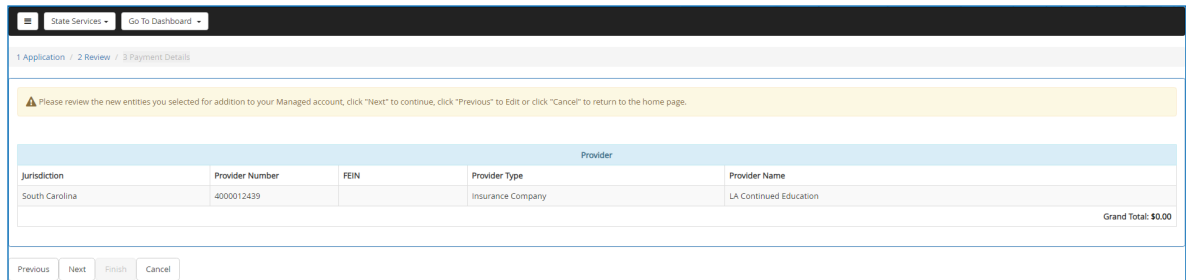 State Services Go To Dashboard
1 Application / 2 Review / 3 Payment Details
Please review the new entities you selected for addition to your Managed account, click "Next" to continue, click "Previous" to Edit or click "Cancel" to return to the home page.
Provider
Jurisdiction Provider Number FEIN Provider Type Provider Name
South Carolina 4000012439 Insurance Company LA Continued Education
Grand Total: $0.00
Previous Next Finish Cancel